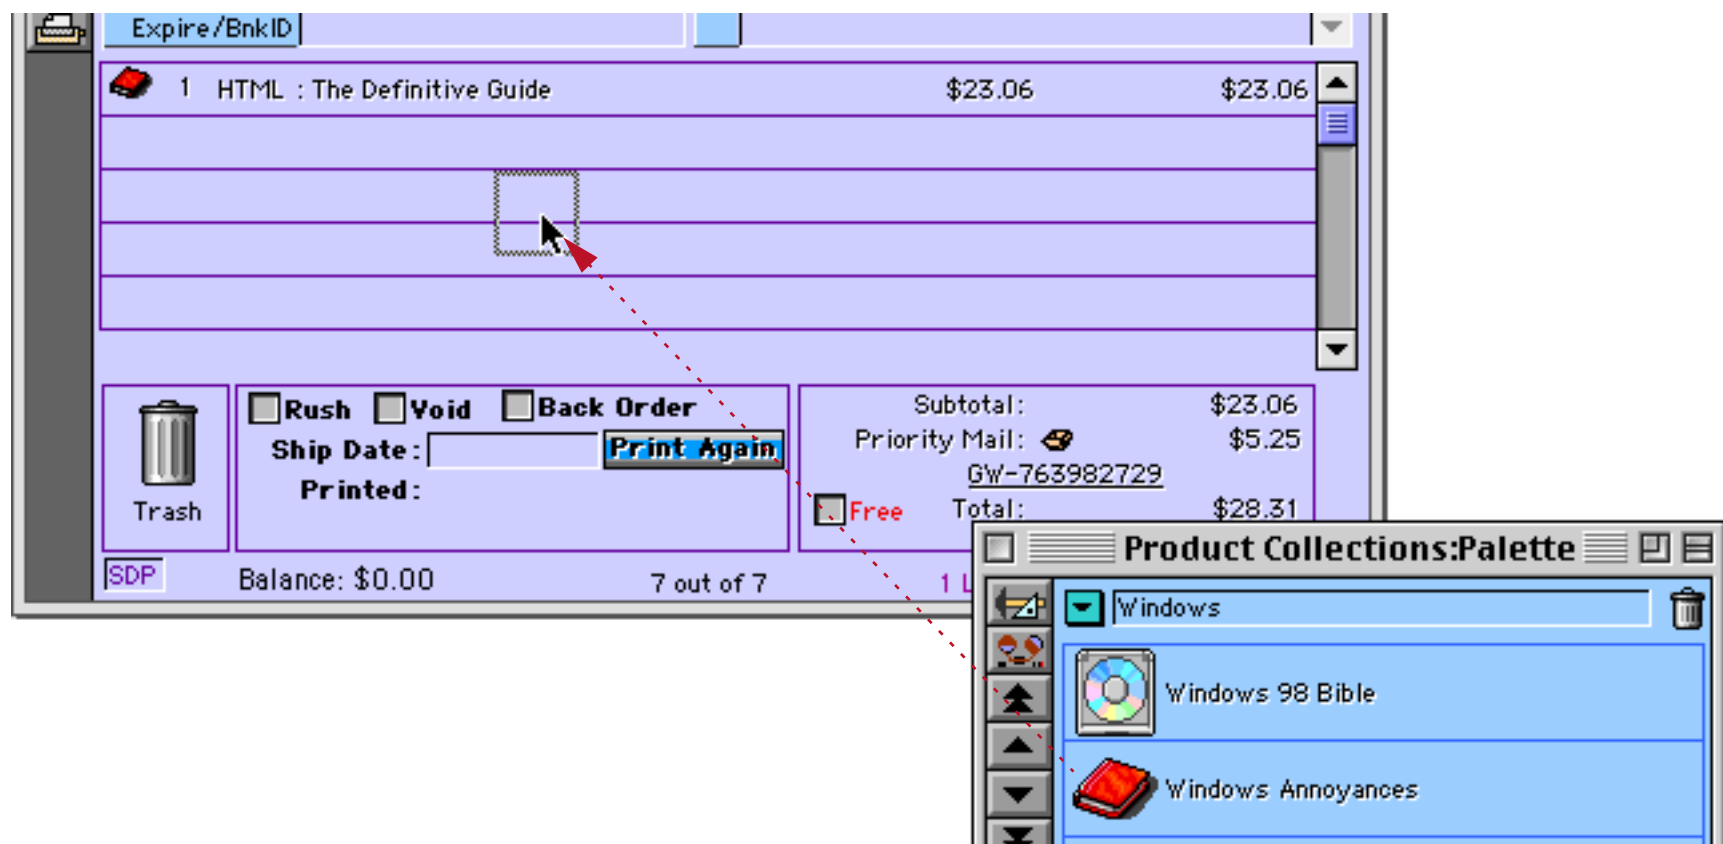 Expire/BnkID
1 HTML : The Definitive Guide $23.06 $23.06
Rush Void Back Order
Ship Date: Print Again
Printed:
Trash
Subtotal: $23.06
Priority Mail: $5.25
GW-763982729
Free Total: $28.31
SDP Balance: $0.00 7 out of 7 1 L
Product Collections:Palette
Windows
Windows 98 Bible
Windows Annoyances